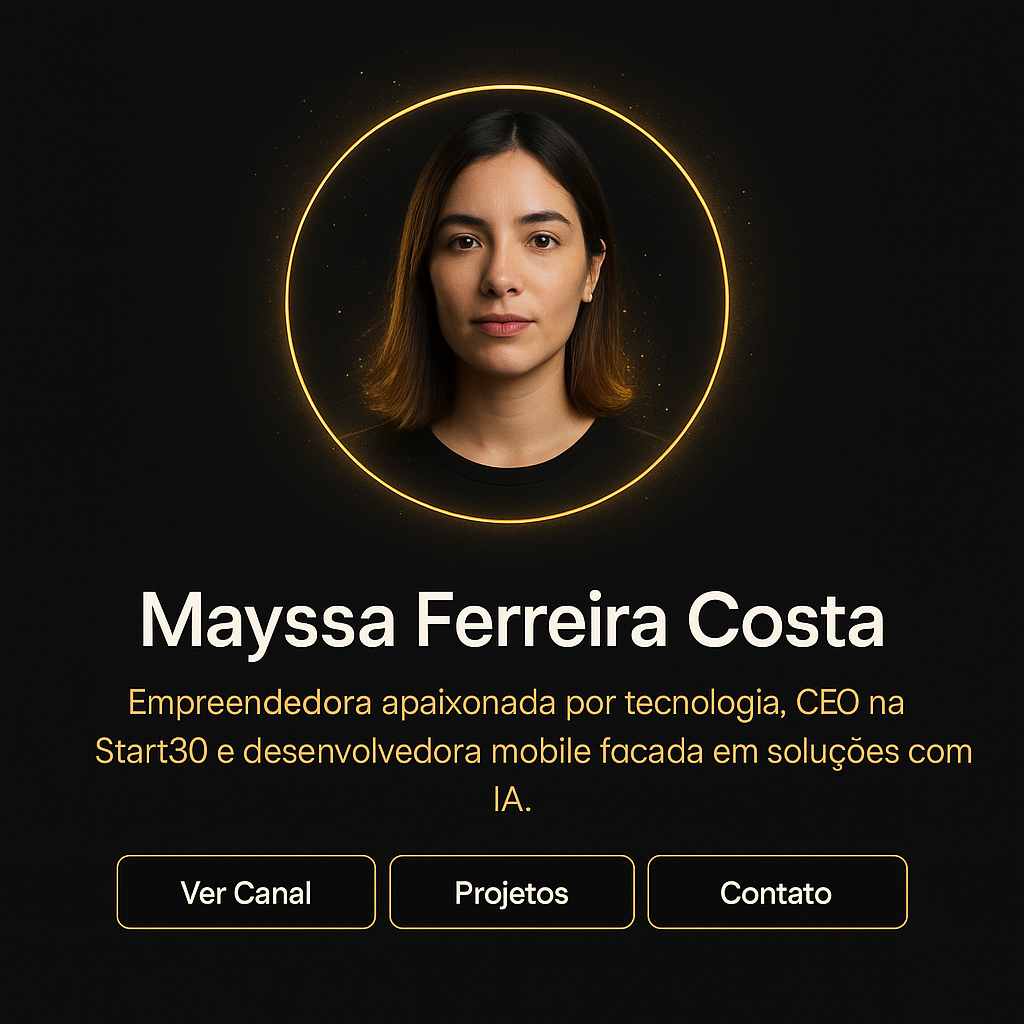 Mayssa Ferreira Costa
Empreendedora apaixonada por tecnologia, CEO na
Start30 e desenvolvedora mobile facada em soluções com
IA.
Ver Canal
Projetos
Contato